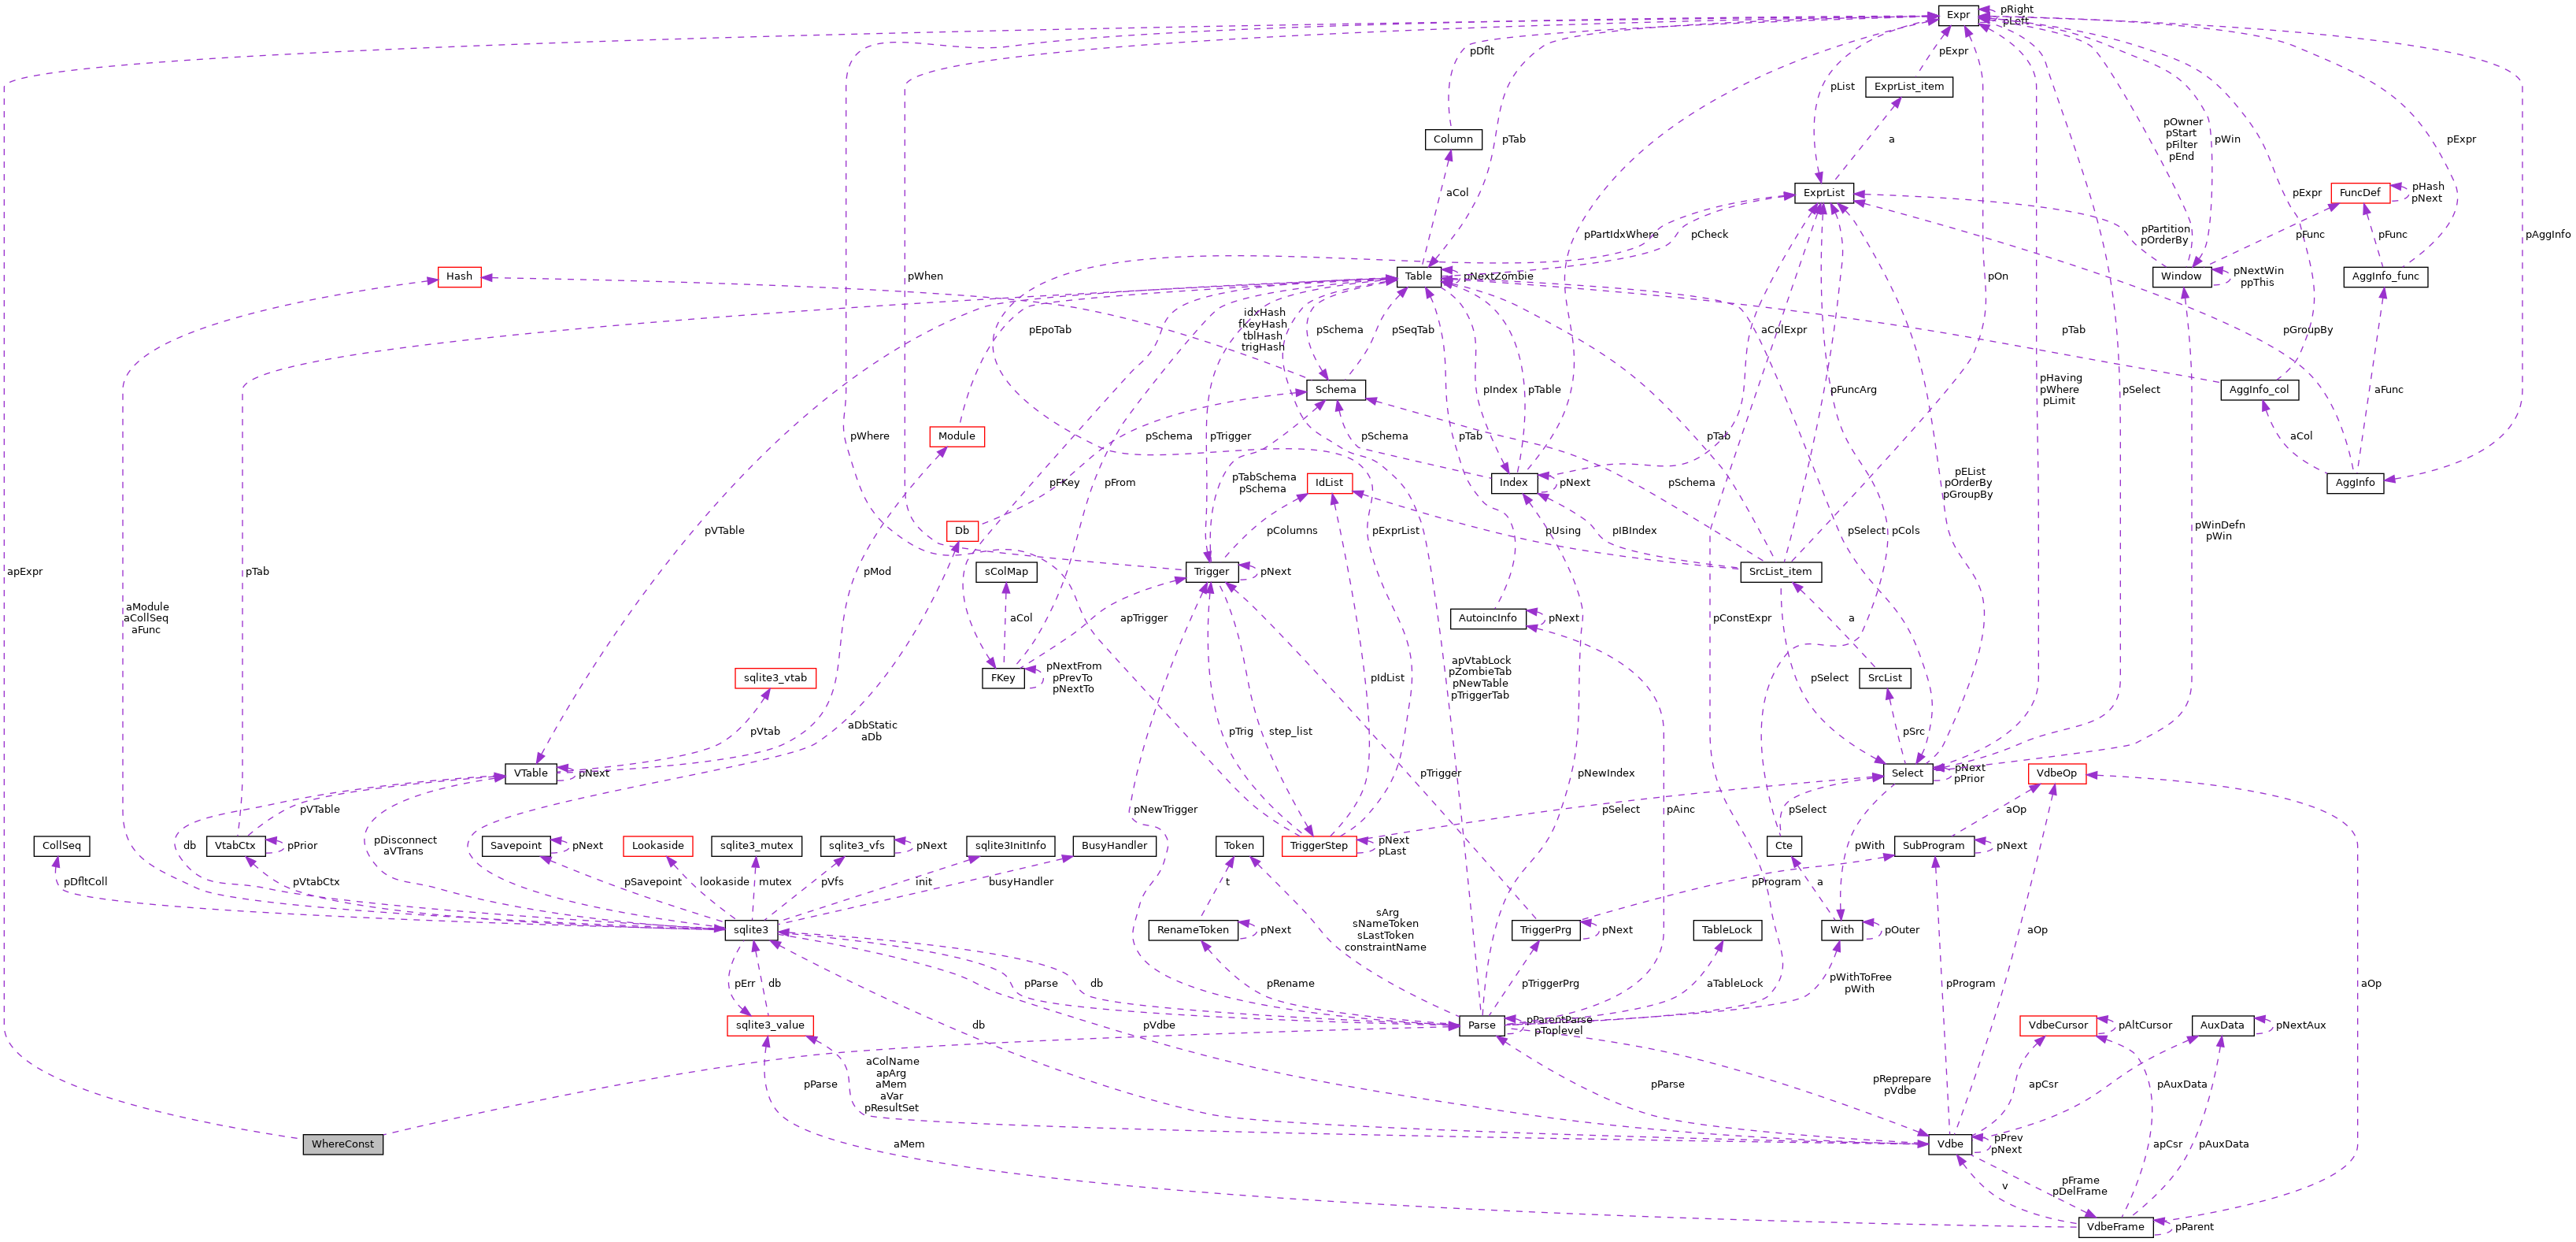 Expr
pRight
pLeft
pDflt
pExpr
ExprList_item
pList
Column
pTab
a
pOwner
pStart
pFilter
pEnd
pWin
pExpr
aCol
ExprList
pExpr
FuncDef
pHash
pNext
pPartIdxWhere
pCheck
pPartition
pOrderBy
pFunc
pFunc
pAggInfo
Hash
pWhen
Table
pNextZombie
pOn
Window
pNextWin
ppThis
AggInfo_func
pEpoTab
idxHash
fkeyHash
tblHash
trigHash
pSchema
pSeqTab
aColExpr
pTab
pGroupBy
Schema
pIndex
pTable
pFuncArg
pHaving
pWhere
pLimit
pSelect
AggInfo_col
aFunc
pWhere
Module
pSchema
pTrigger
pSchema
pTab
pTab
aCol
pFKey
pFrom
pTabSchema
pSchema
IdList
Index
pNext
pSchema
pEList
pOrderBy
pGroupBy
AggInfo
pVTable
Db
pColumns
pExprList
pUsing
pIBIndex
pSelect
pCols
pWinDefn
pWin
apExpr
pTab
pMod
sColMap
Trigger
pNext
SrcList_item
aModule
aCollSeq
aFunc
aCol
apTrigger
AutoincInfo
pNext
pConstExpr
a
sqlite3_vtab
FKey
pNextFrom
pPrevTo
pNextTo
pIdList
apVtabLock
pZombieTab
pNewTable
pTriggerTab
pSelect
SrcList
pVtab
aDbStatic
aDb
pTrig
step_list
pSrc
VTable
pNext
pTrigger
pNewIndex
Select
pNext
pPrior
VdbeOp
pVTable
pNewTrigger
pSelect
pAinc
pSelect
aOp
CollSeq
db
VtabCtx
pPrior
pDisconnect
aVTrans
Savepoint
pNext
Lookaside
sqlite3_mutex
sqlite3_vfs
pNext
sqlite3InitInfo
BusyHandler
Token
TriggerStep
pNext
pLast
Cte
pWith
SubProgram
pNext
pDfltColl
pVtabCtx
pSavepoint
lookaside
mutex
pVfs
init
busyHandler
t
pProgram
a
sqlite3
RenameToken
pNext
sArg
sNameToken
sLastToken
constraintName
TriggerPrg
pNext
TableLock
With
pOuter
aOp
pErr
db
pParse
db
pRename
pTriggerPrg
aTableLock
pWithToFree
pWith
pProgram
aOp
sqlite3_value
db
pVdbe
Parse
pParentParse
pToplevel
VdbeCursor
pAltCursor
AuxData
pNextAux
pParse
aColName
apArg
aMem
aVar
pResultSet
pParse
pReprepare
pVdbe
apCsr
pAuxData
WhereConst
aMem
Vdbe
pPrev
pNext
apCsr
pAuxData
v
pFrame
pDelFrame
VdbeFrame
pParent